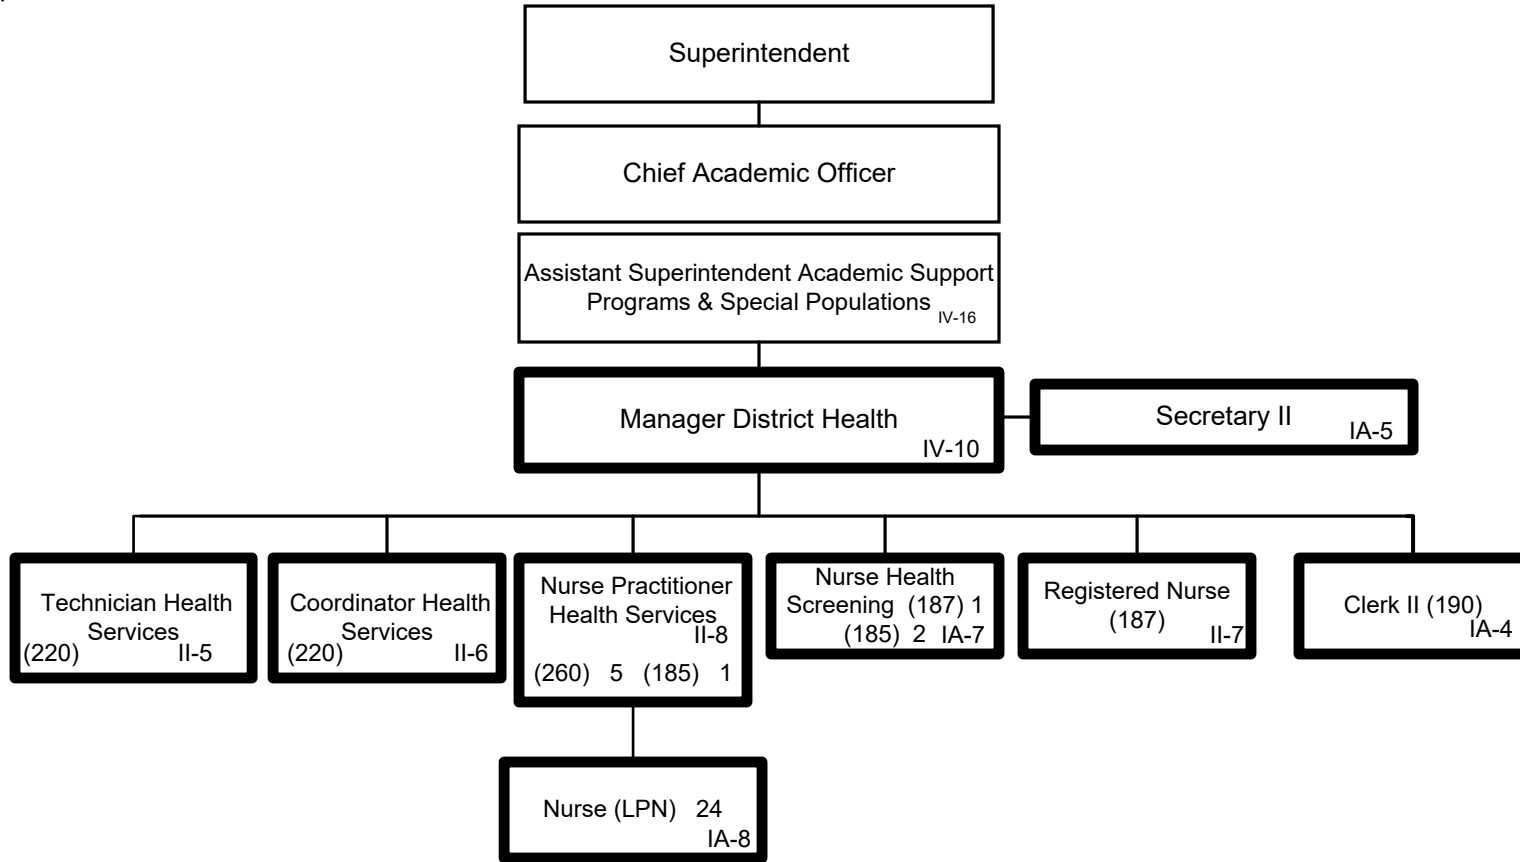 Superintendent
Chief Academic Officer
Assistant Superintendent Academic Support
Programs & Special Populations
IV-16
Manager District Health
IV-10
Secretary II
IA-5
Technician Health
Services
(220) II-5
Coordinator Health
Services
(220) II-6
Nurse Practitioner
Health Services
II-8
(260) 5 (185) 1
Nurse Health
Screening (187) 1
(185) 2 IA-7
Registered Nurse
(187)
II-7
Clerk II (190)
IA-4
Nurse (LPN) 24
IA-8